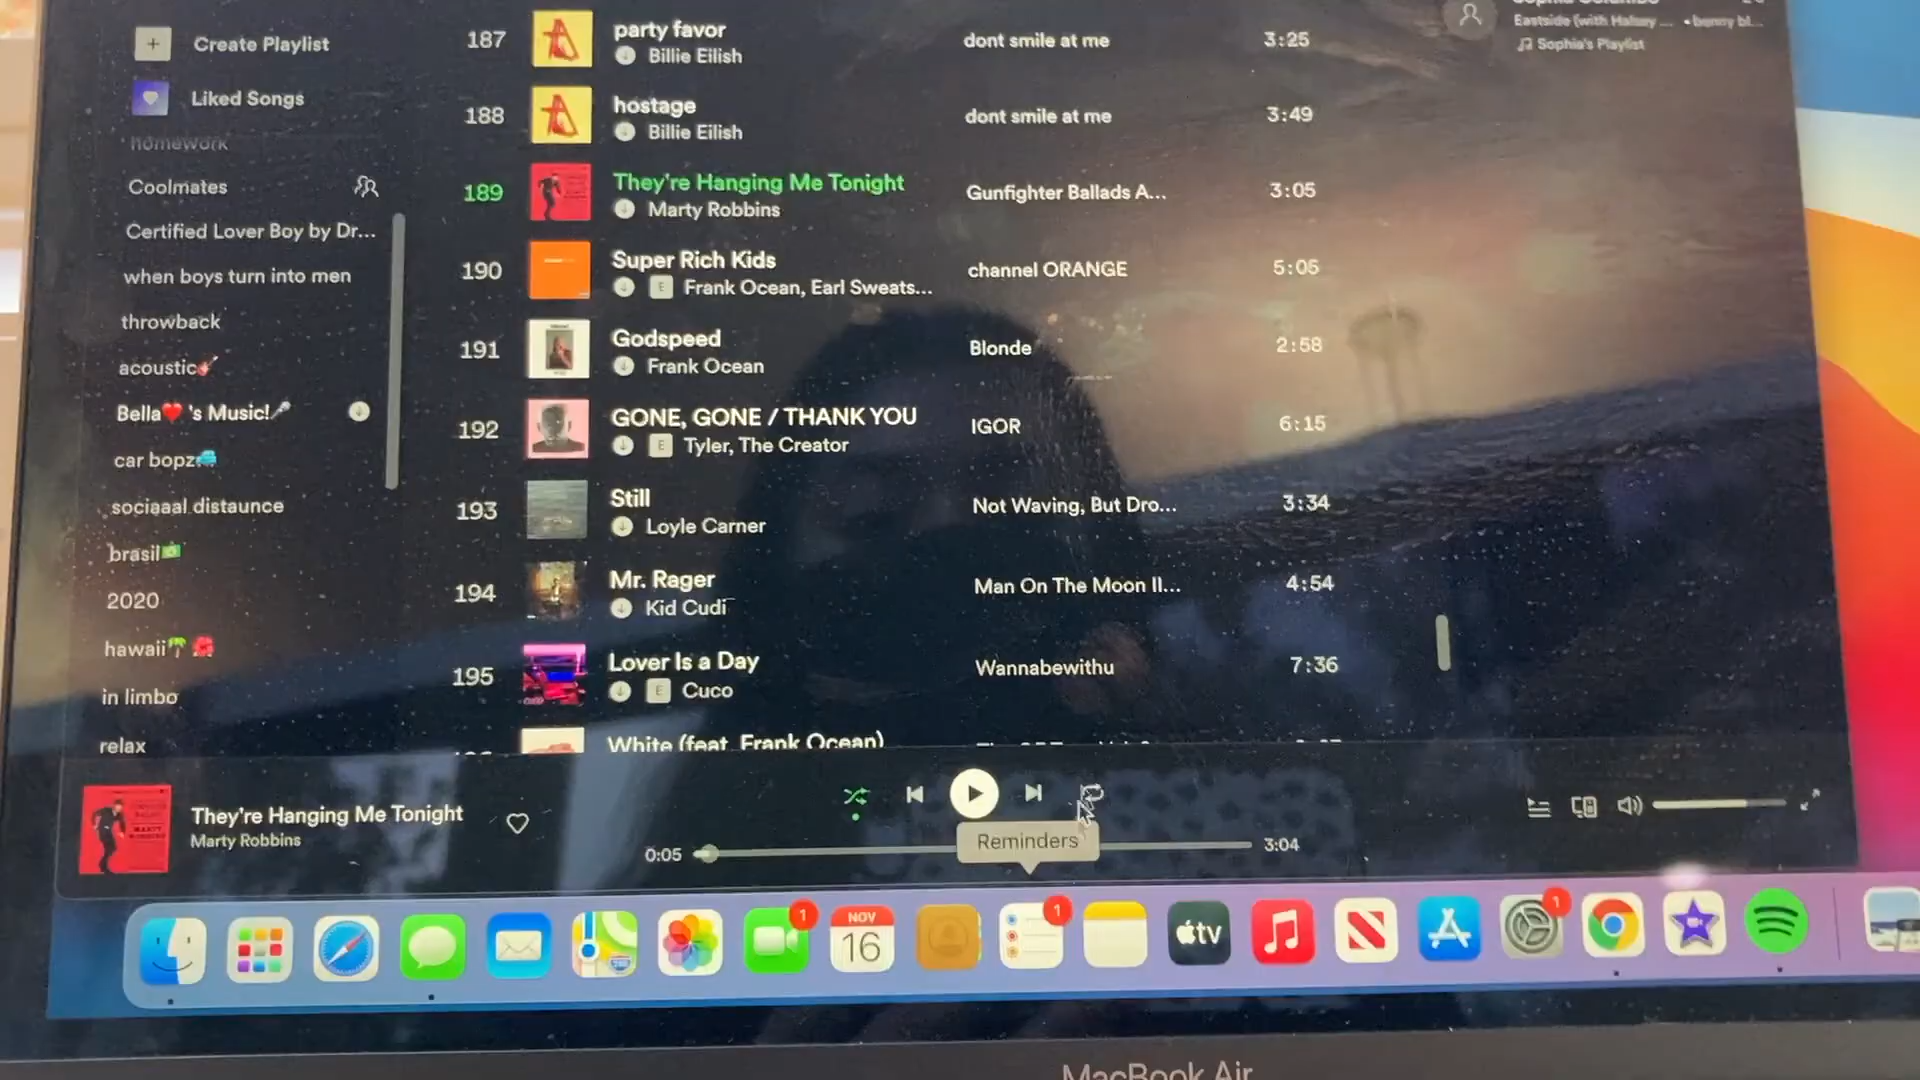 Create Playlist
Liked Songs
homework
Coolmates
Certified Lover Boy by Dr...
when boys turn into men
throwback
acoustic🎸
Bella❤️ 's Music!🎤
car bopz🚙
sociaaal distaunce
brasil🇧🇷
2020
hawaii🌴🌺
in limbo
relax
187 party favor dont smile at me 3:25
Billie Eilish
188 hostage dont smile at me 3:49
Billie Eilish
189 They're Hanging Me Tonight Gunfighter Ballads A... 3:05
Marty Robbins
190 Super Rich Kids channel ORANGE 5:05
E Frank Ocean, Earl Sweats...
191 Godspeed Blonde 2:58
Frank Ocean
192 GONE, GONE / THANK YOU IGOR 6:15
E Tyler, The Creator
193 Still Not Waving, But Dro... 3:34
Loyle Carner
194 Mr. Rager Man On The Moon II... 4:54
Kid Cudi
195 Lover Is a Day Wannabewithu 7:36
E Cuco
White (feat. Frank Ocean)
Eastside (with Halsey ... • benny bl...
Sophia's Playlist
They're Hanging Me Tonight
Marty Robbins
0:05 3:04
Reminders
1
NOV
16
1
tv
1
MacBook Air